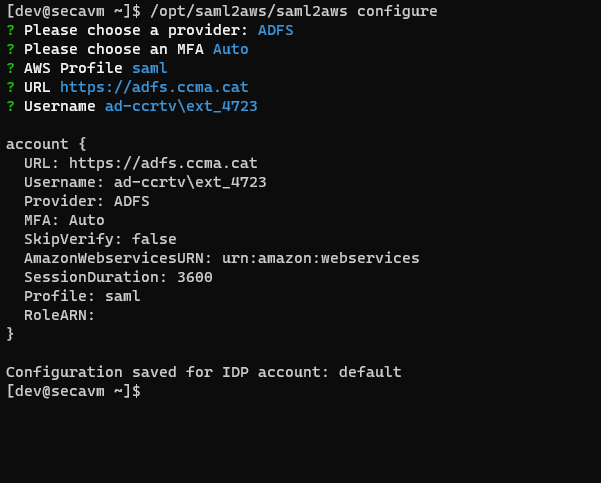 [dev@secavm ~]$ /opt/saml2aws/saml2aws configure
? Please choose a provider: ADFS
? Please choose an MFA Auto
? AWS Profile saml
? URL https://adfs.ccma.cat
? Username ad-ccrtv\ext_4723
account {
  URL: https://adfs.ccma.cat
  Username: ad-ccrtv\ext_4723
  Provider: ADFS
  MFA: Auto
  SkipVerify: false
  AmazonWebservicesURN: urn:amazon:webservices
  SessionDuration: 3600
  Profile: saml
  RoleARN:
}
Configuration saved for IDP account: default
[dev@secavm ~]$